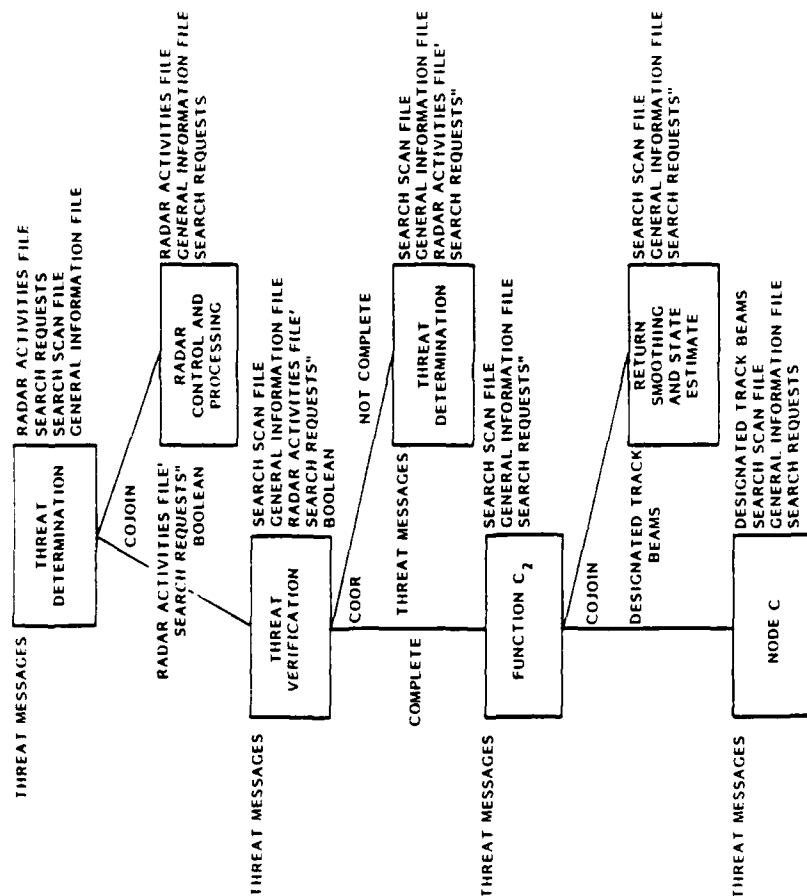 THREAT MESSAGES
THREAT
DETERMINATION
RADAR ACTIVITIES FILE
SEARCH REQUESTS
SEARCH SCAN FILE
GENERAL INFORMATION FILE
COJOIN
RADAR ACTIVITIES FILE'
SEARCH REQUESTS"
BOOLEAN
RADAR
CONTROL AND
PROCESSING
RADAR ACTIVITIES FILE
GENERAL INFORMATION FILE
SEARCH REQUESTS
THREAT MESSAGES
THREAT
VERIFICATION
SEARCH SCAN FILE
GENERAL INFORMATION FILE
RADAR ACTIVITIES FILE'
SEARCH REQUESTS"
BOOLEAN
COOR
NOT COMPLETE
COMPLETE
THREAT MESSAGES
THREAT
DETERMINATION
SEARCH SCAN FILE
GENERAL INFORMATION FILE
RADAR ACTIVITIES FILE'
SEARCH REQUESTS"
THREAT MESSAGES
FUNCTION C2
SEARCH SCAN FILE
GENERAL INFORMATION FILE
SEARCH REQUESTS"
COJOIN
DESIGNATED TRACK
BEAMS
RETURN
SMOOTHING
AND STATE
ESTIMATE
SEARCH SCAN FILE
GENERAL INFORMATION FILE
SEARCH REQUESTS"
THREAT MESSAGES
NODE C
DESIGNATED TRACK BEAMS
SEARCH SCAN FILE
GENERAL INFORMATION FILE
SEARCH REQUESTS